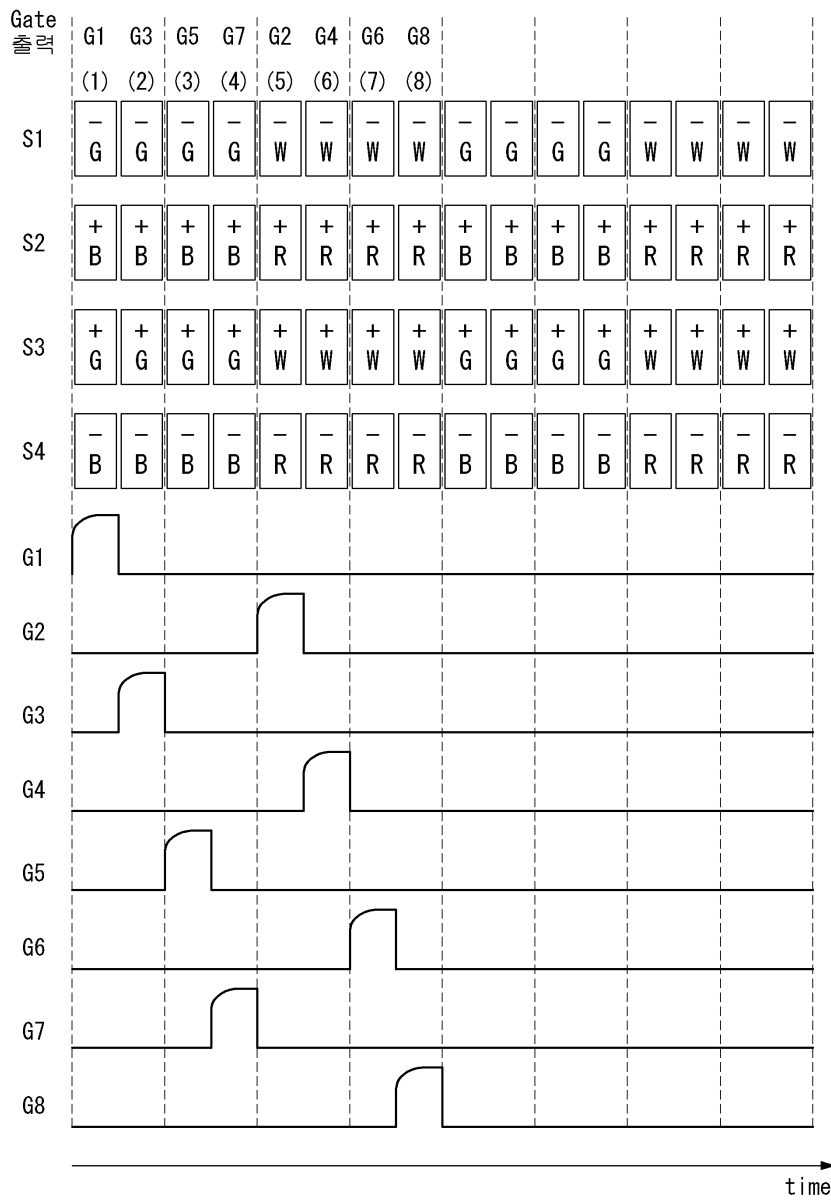 Gate
출력
G1 G3 G5 G7 G2 G4 G6 G8
(1) (2) (3) (4) (5) (6) (7) (8)
S1
− − − − − − − − − − − − − − − −
G G G G W W W W G G G G W W W W
S2
+ + + + + + + + + + + + + + + +
B B B B R R R R B B B B R R R R
S3
+ + + + + + + + + + + + + + + +
G G G G W W W W G G G G W W W W
S4
− − − − − − − − − − − − − − − −
B B B B R R R R B B B B R R R R
G1
G2
G3
G4
G5
G6
G7
G8
time